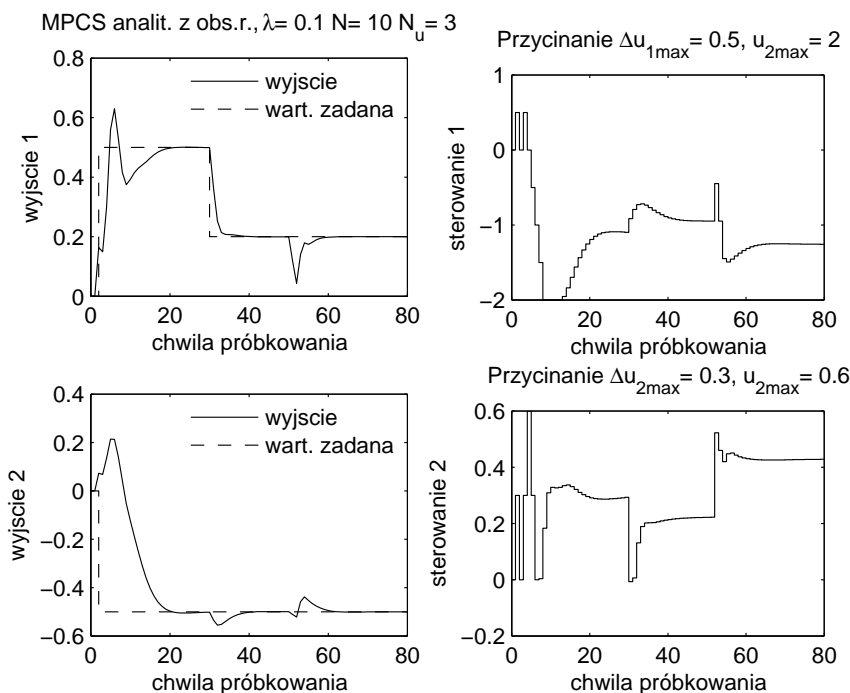 MPCS analit. z obs.r., λ= 0.1 N= 10 N_u= 3
0.8
0.6
0.4
0.2
0
wyjscie 1
wyjscie
wart. zadana
0 20 40 60 80
chwila próbkowania
Przycinanie Δu_1max= 0.5, u_2max= 2
1
0
−1
−2
sterowanie 1
0 20 40 60 80
chwila próbkowania
0.4
0.2
0
−0.2
−0.4
−0.6
wyjscie 2
wyjscie
wart. zadana
0 20 40 60 80
chwila próbkowania
Przycinanie Δu_2max= 0.3, u_2max= 0.6
0.6
0.4
0.2
0
−0.2
sterowanie 2
0 20 40 60 80
chwila próbkowania